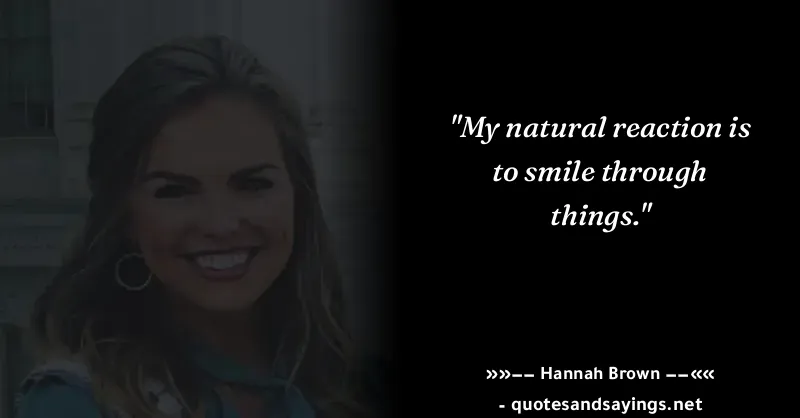 "My natural reaction is
to smile through
things."
»»−− Hannah Brown −−««
- quotesandsayings.net